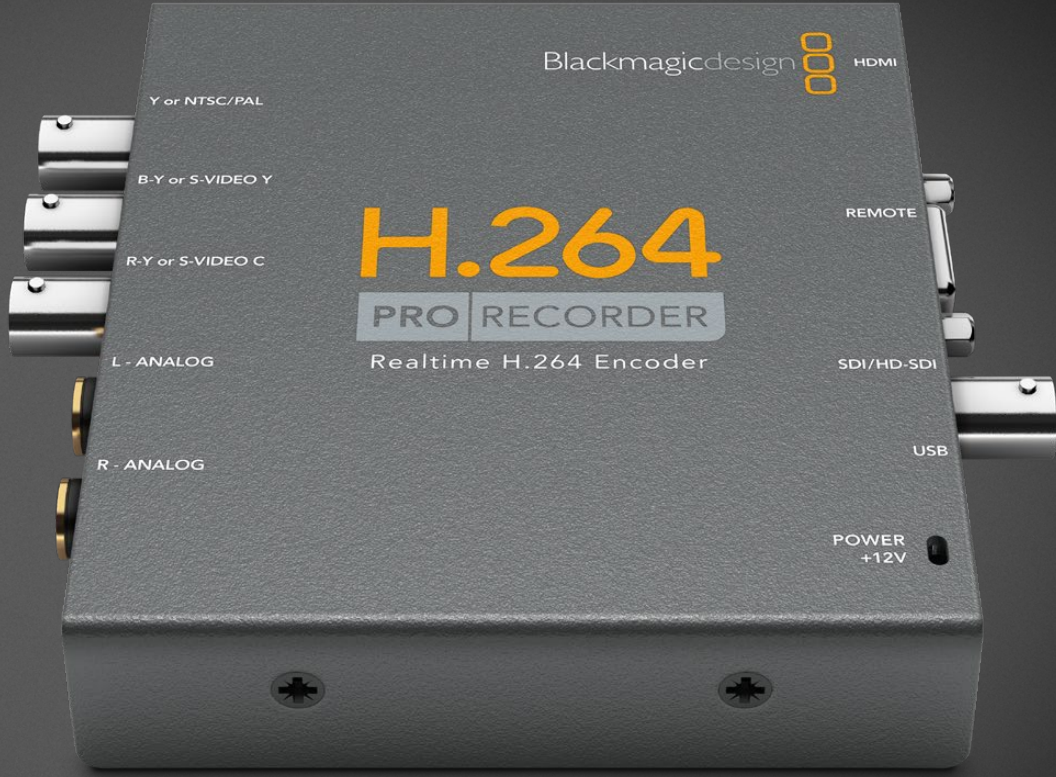 Blackmagicdesign
HDMI
Y or NTSC/PAL
B-Y or S-VIDEO Y
R-Y or S-VIDEO C
L - ANALOG
R - ANALOG
H.264
PRO RECORDER
Realtime H.264 Encoder
REMOTE
SDI/HD-SDI
USB
POWER
+12V